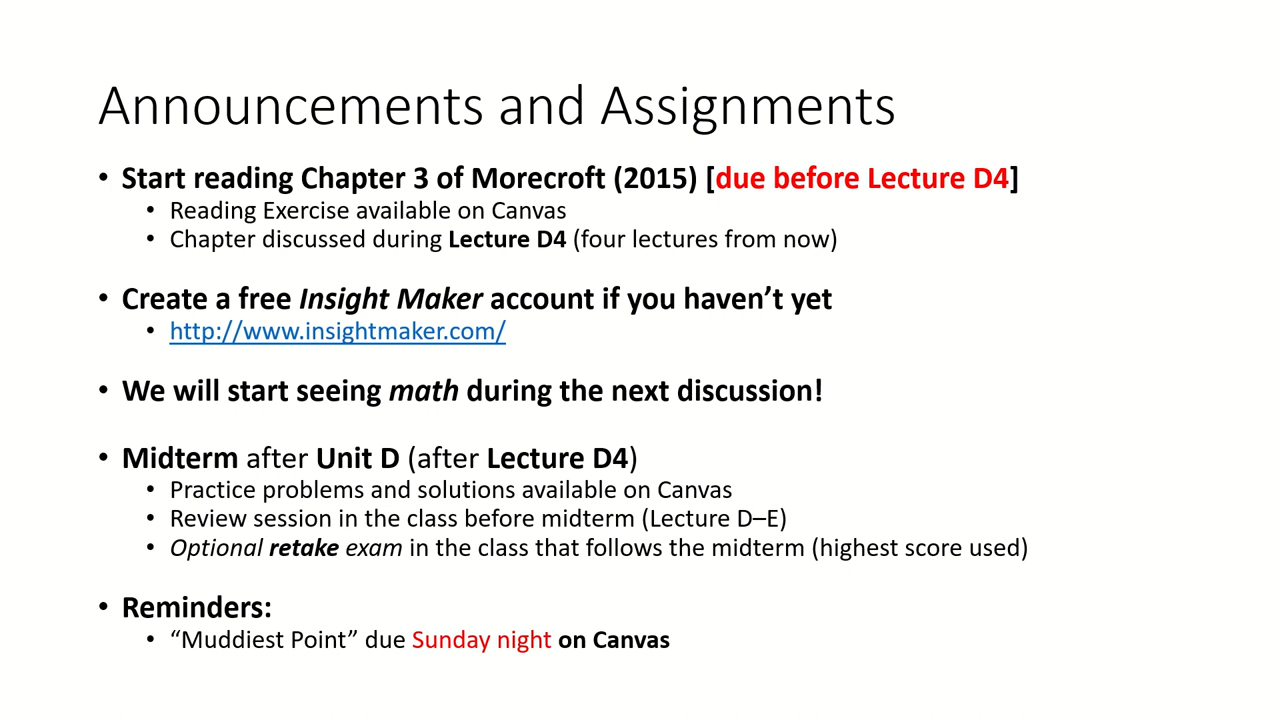 Announcements and Assignments
• Start reading Chapter 3 of Morecroft (2015) [due before Lecture D4]
• Reading Exercise available on Canvas
• Chapter discussed during Lecture D4 (four lectures from now)
• Create a free Insight Maker account if you haven’t yet
• http://www.insightmaker.com/
• We will start seeing math during the next discussion!
• Midterm after Unit D (after Lecture D4)
• Practice problems and solutions available on Canvas
• Review session in the class before midterm (Lecture D–E)
• Optional retake exam in the class that follows the midterm (highest score used)
• Reminders:
• “Muddiest Point” due Sunday night on Canvas